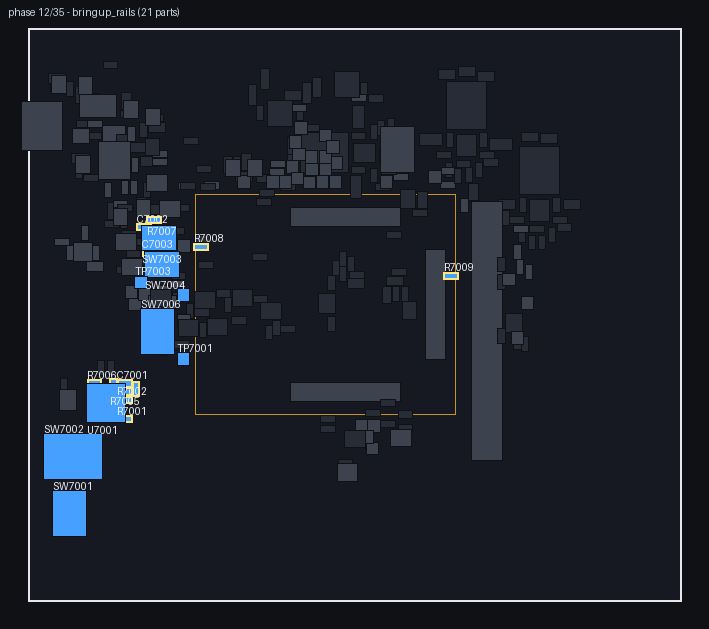 phase 12/35 - bringup_rails (21 parts)
R7007
R7008
C7003
SW7003
R7009
TP7003
SW7004
SW7006
TP7001
R7006
C7001
R7001
SW7002
U7001
SW7001